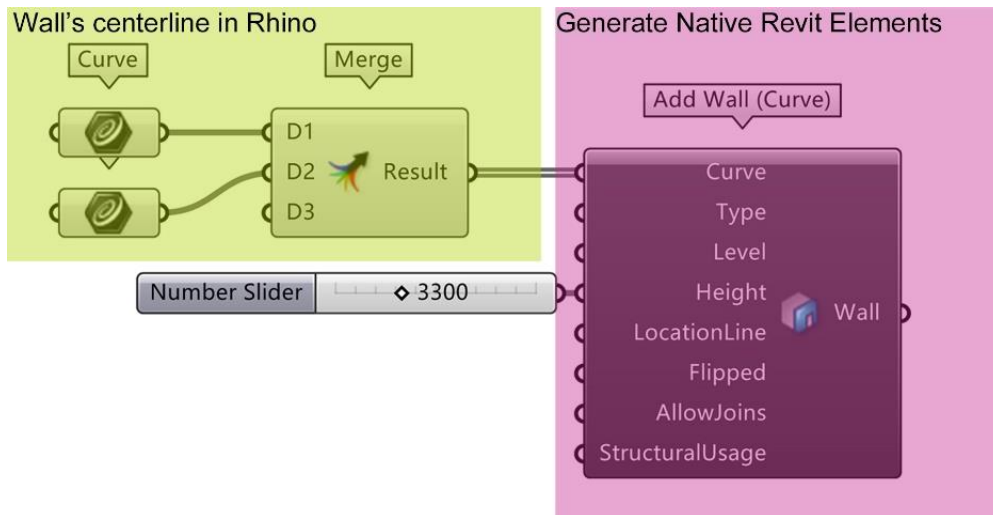 Wall's centerline in Rhino
Generate Native Revit Elements
Curve
Merge
D1
D2
D3
Result
Number Slider
3300
Add Wall (Curve)
Curve
Type
Level
Height
LocationLine
Flipped
AllowJoins
StructuralUsage
Wall